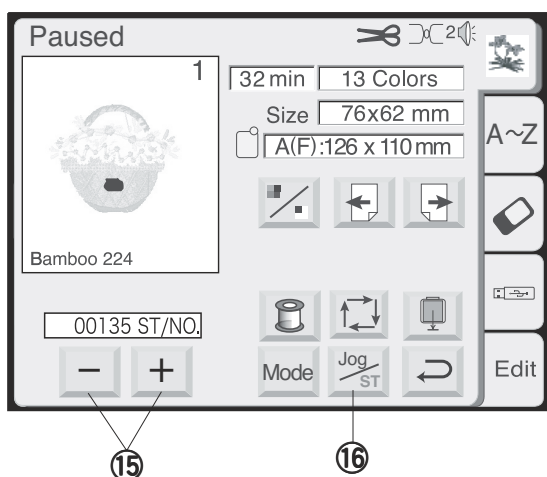 Paused
2
1
32 min 13 Colors
Size 76x62 mm
A(F):126 x 110 mm
A~Z
Bamboo 224
00135 ST/NO.
− +
Mode Jog ST
Edit
⑮ ⑯